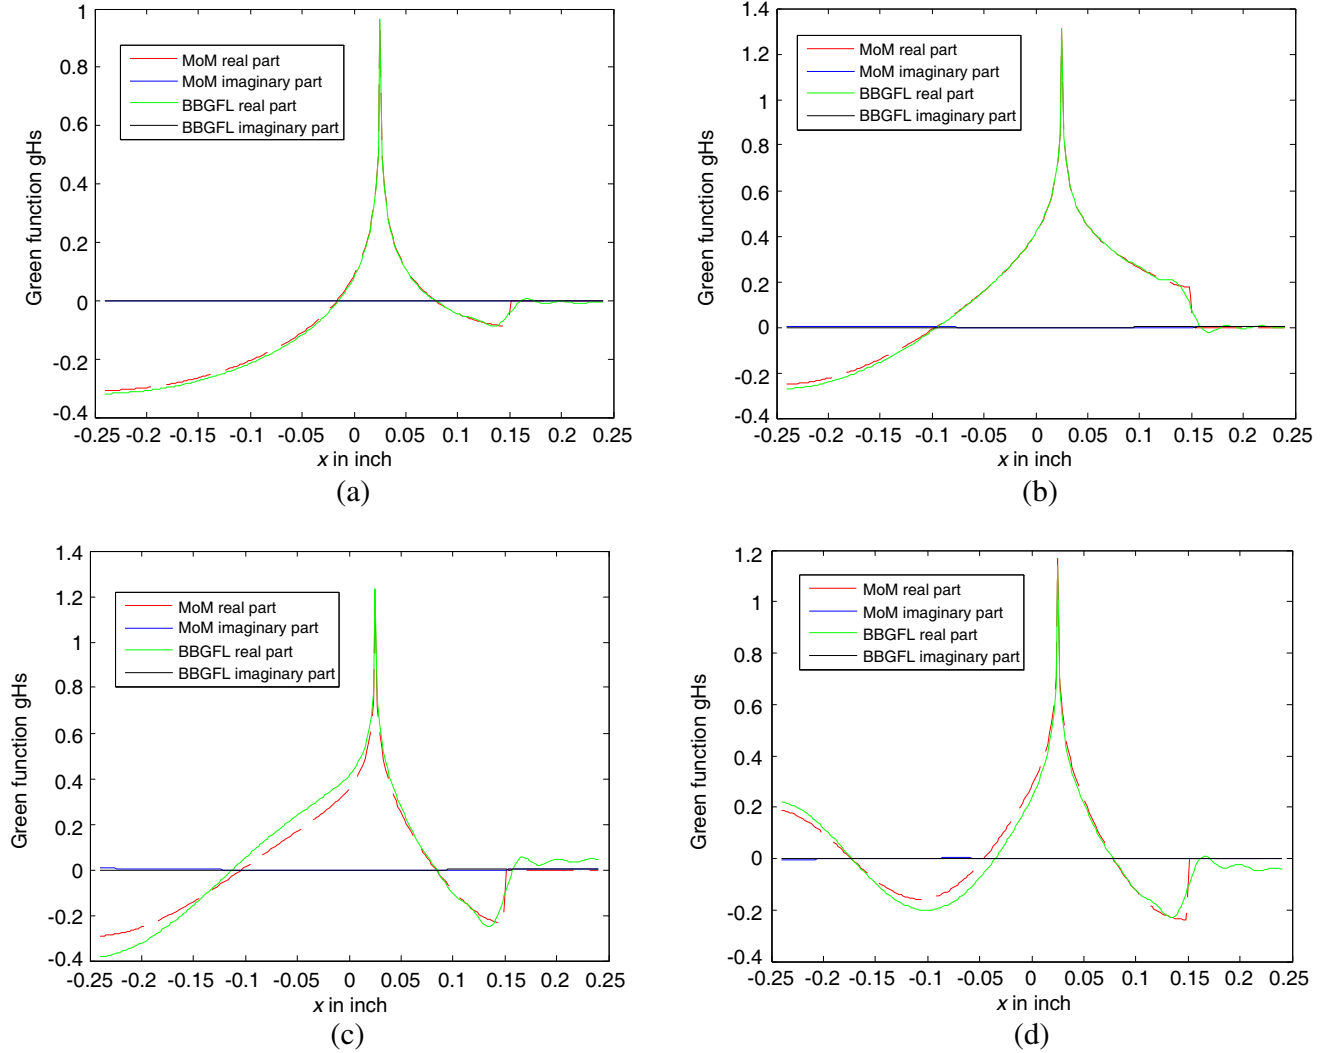 1
0.8
0.6
0.4
0.2
0
-0.2
-0.4
Green function gHs
MoM real part
MoM imaginary part
BBGFL real part
BBGFL imaginary part
-0.25 -0.2 -0.15 -0.1 -0.05 0 0.05 0.1 0.15 0.2 0.25
x in inch
(a)
1.4
1.2
1
0.8
0.6
0.4
0.2
0
-0.2
-0.4
Green function gHs
MoM real part
MoM imaginary part
BBGFL real part
BBGFL imaginary part
-0.25 -0.2 -0.15 -0.1 -0.05 0 0.05 0.1 0.15 0.2 0.25
x in inch
(b)
1.4
1.2
1
0.8
0.6
0.4
0.2
0
-0.2
-0.4
Green function gHs
MoM real part
MoM imaginary part
BBGFL real part
BBGFL imaginary part
-0.25 -0.2 -0.15 -0.1 -0.05 0 0.05 0.1 0.15 0.2 0.25
x in inch
(c)
1.2
1
0.8
0.6
0.4
0.2
0
-0.2
-0.4
Green function gHs
MoM real part
MoM imaginary part
BBGFL real part
BBGFL imaginary part
-0.25 -0.2 -0.15 -0.1 -0.05 0 0.05 0.1 0.15 0.2 0.25
x in inch
(d)